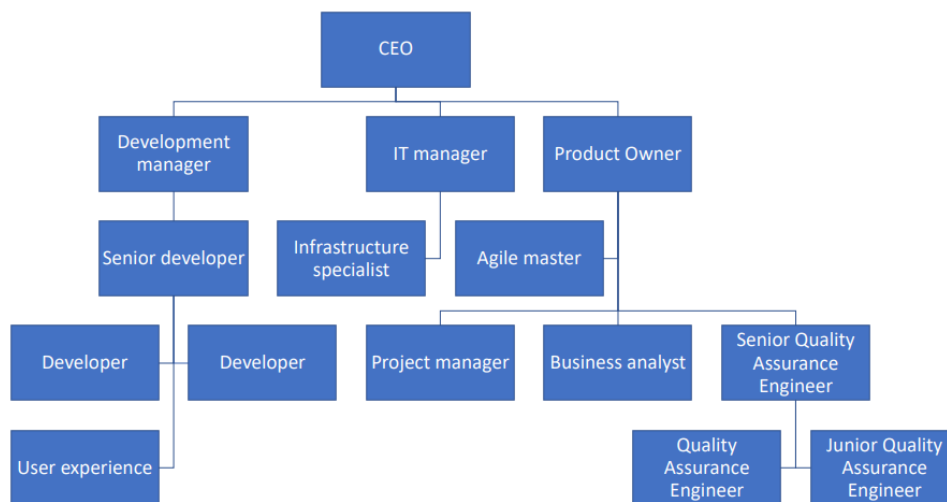 CEO
Development
manager
IT manager
Product Owner
Senior developer
Infrastructure
specialist
Agile master
Developer
Developer
Project manager
Business analyst
Senior Quality
Assurance
Engineer
User experience
Quality
Assurance
Engineer
Junior Quality
Assurance
Engineer